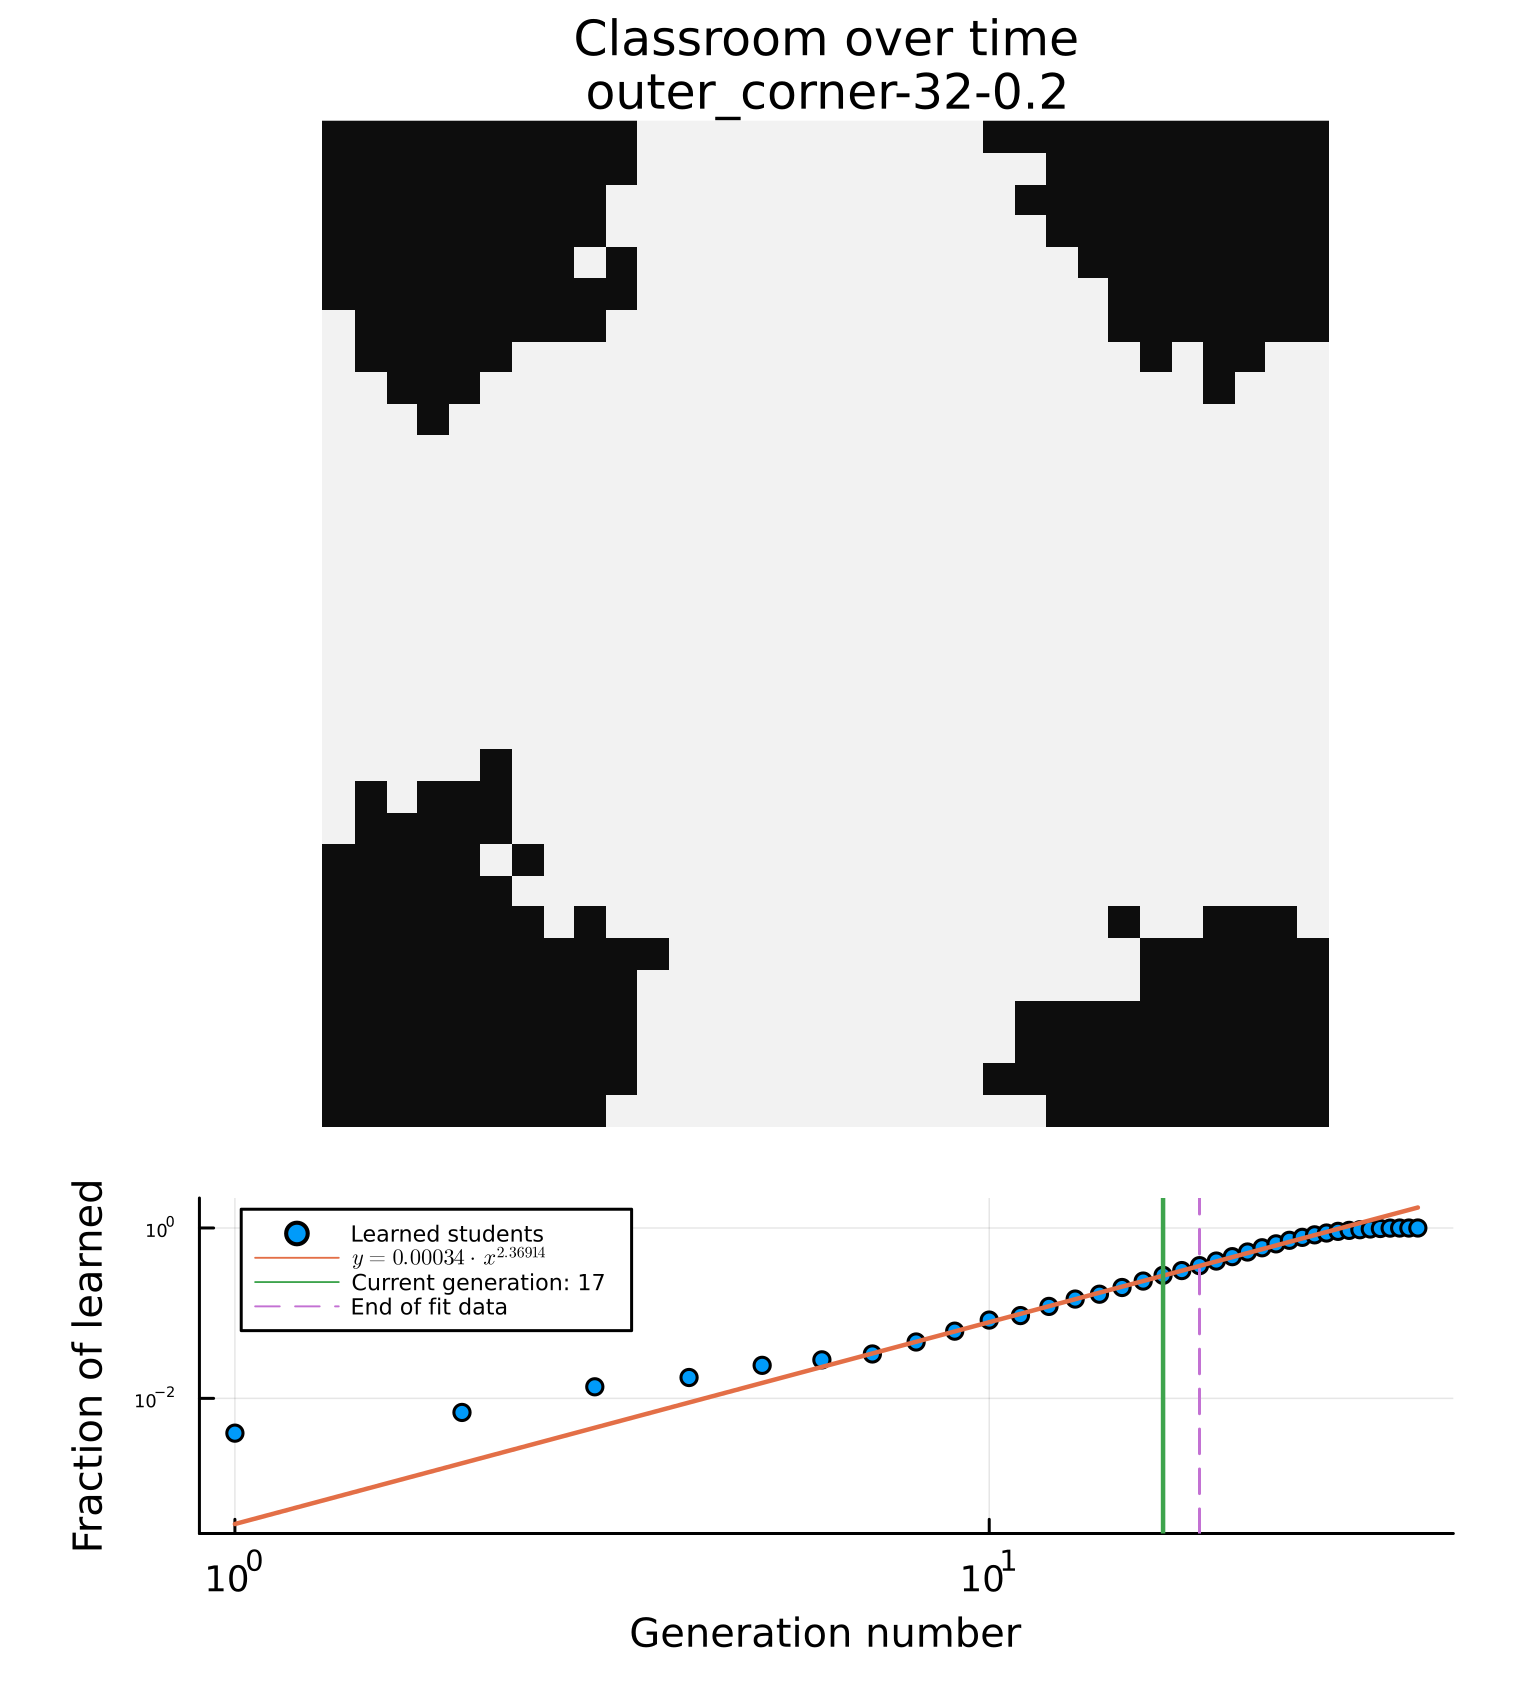 Classroom over time
outer_corner-32-0.2
Fraction of learned
10^0
10^−2
Learned students
y = 0.00034 · x^2.36914
Current generation: 17
End of fit data
10^0
10^1
Generation number